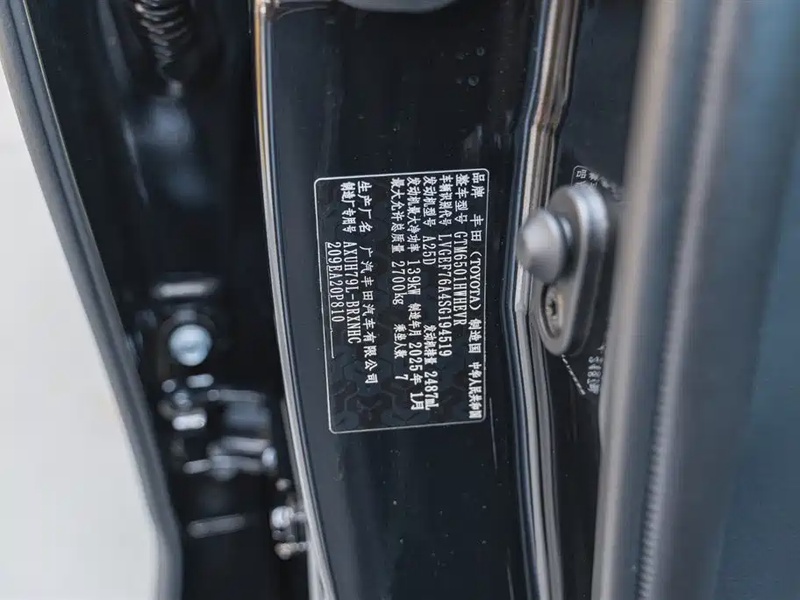 品牌 丰田(TOYOTA) 制造国 中华人民共和国
整车型号 GTM6501HWHEVR
车辆识别代号 LVGEF76A4SG194519
发动机型号 A25D 发动机排量 2487mL
发动机最大净功率 139kW 制造年月 2025年 1月
最大允许总质量 2700kg 乘坐人数 7
生产厂名 广汽丰田汽车有限公司
制造厂专用号 AXUH79L-BRXNHC
209EA20P810